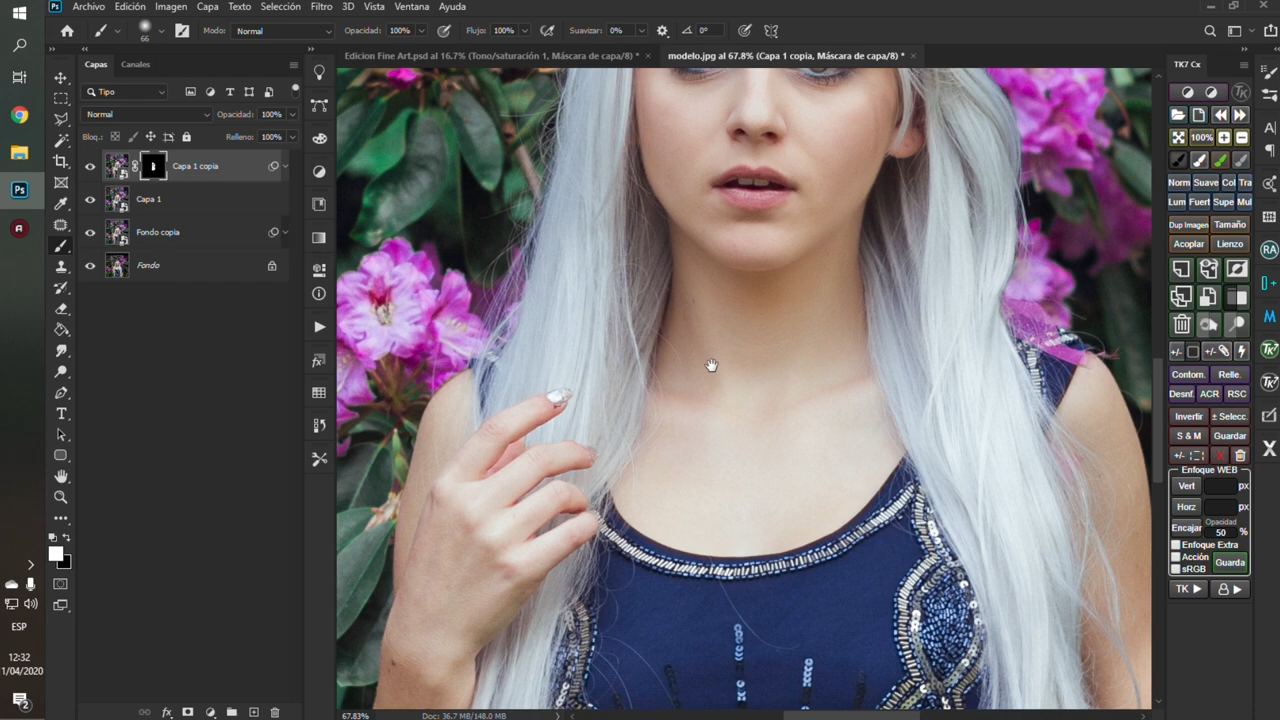 Archivo Edición Imagen Capa Texto Selección Filtro 3D Vista Ventana Ayuda
66 Modo: Normal Opacidad: 100% Flujo: 100% Suavizar: 0% 0°
Capas Canales
Edicion Fine Art.psd al 16.7% (Tono/saturación 1, Máscara de capa/8) * ×
modelo.jpg al 67.8% (Capa 1 copia, Máscara de capa/8) * ×
TK7 Cx
Tipo
Normal Opacidad: 100%
Bloq.: Relleno: 100%
Capa 1 copia
Capa 1
Fondo copia
Fondo
100%
Norm Suave Col Tra
Lum Fuert Supe Mul
Dup Imagen Tamaño
Acoplar Lienzo
Contorn. Relle.
Desnf. ACR RSC
Invertir ± Selecc.
S & M Guardar
Enfoque WEB
Vert px
Horz px
Encajar Opacidad 50 %
Enfoque Extra
Acción
sRGB Guarda
TK
ESP
12:32
1/04/2020
2
67.83% Doc: 36.7 MB/148.0 MB